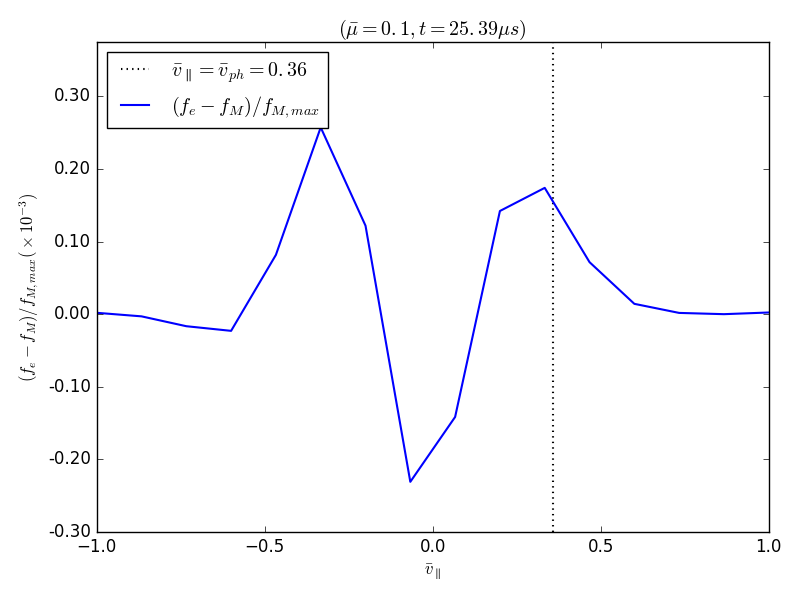 (μ̄ = 0.1, t = 25.39μs)
v̄∥ = v̄ph = 0.36
(fe − fM)/fM,max
0.30
0.20
0.10
0.00
-0.10
-0.20
-0.30
(fe − fM)/fM,max(×10⁻³)
−1.0 −0.5 0.0 0.5 1.0
v̄∥